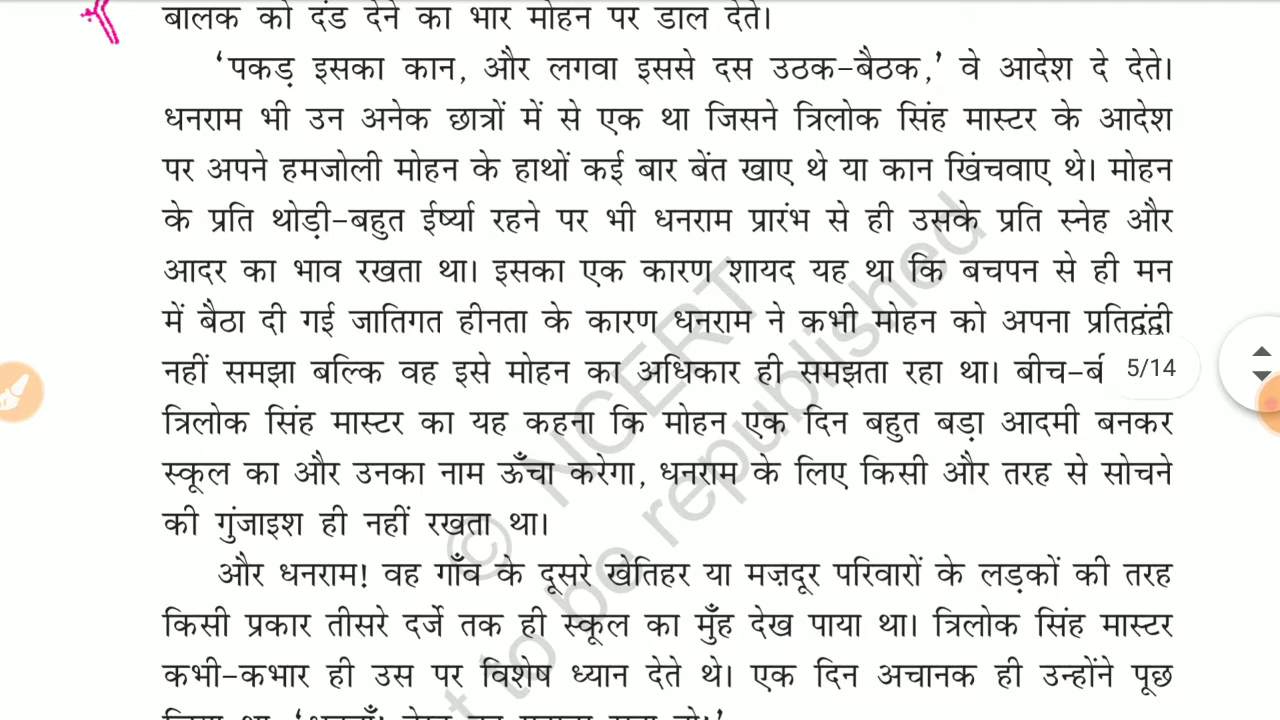 बालक को दंड देने का भार मोहन पर डाल देते।
‘पकड़ इसका कान, और लगवा इससे दस उठक-बैठक,’ वे आदेश दे देते।
धनराम भी उन अनेक छात्रों में से एक था जिसने त्रिलोक सिंह मास्टर के आदेश
पर अपने हमजोली मोहन के हाथों कई बार बेंत खाए थे या कान खिंचवाए थे। मोहन
के प्रति थोड़ी-बहुत ईर्ष्या रहने पर भी धनराम प्रारंभ से ही उसके प्रति स्नेह और
आदर का भाव रखता था। इसका एक कारण शायद यह था कि बचपन से ही मन
में बैठा दी गई जातिगत हीनता के कारण धनराम ने कभी मोहन को अपना प्रतिद्वंद्वी
नहीं समझा बल्कि वह इसे मोहन का अधिकार ही समझता रहा था। बीच-
5/14
त्रिलोक सिंह मास्टर का यह कहना कि मोहन एक दिन बहुत बड़ा आदमी बनकर
स्कूल का और उनका नाम ऊँचा करेगा, धनराम के लिए किसी और तरह से सोचने
की गुंजाइश ही नहीं रखता था।
और धनराम! वह गाँव के दूसरे खेतिहर या मज़दूर परिवारों के लड़कों की तरह
किसी प्रकार तीसरे दर्जे तक ही स्कूल का मुँह देख पाया था। त्रिलोक सिंह मास्टर
कभी-कभार ही उस पर विशेष ध्यान देते थे। एक दिन अचानक ही उन्होंने पूछ
© NCERT
t to be republished